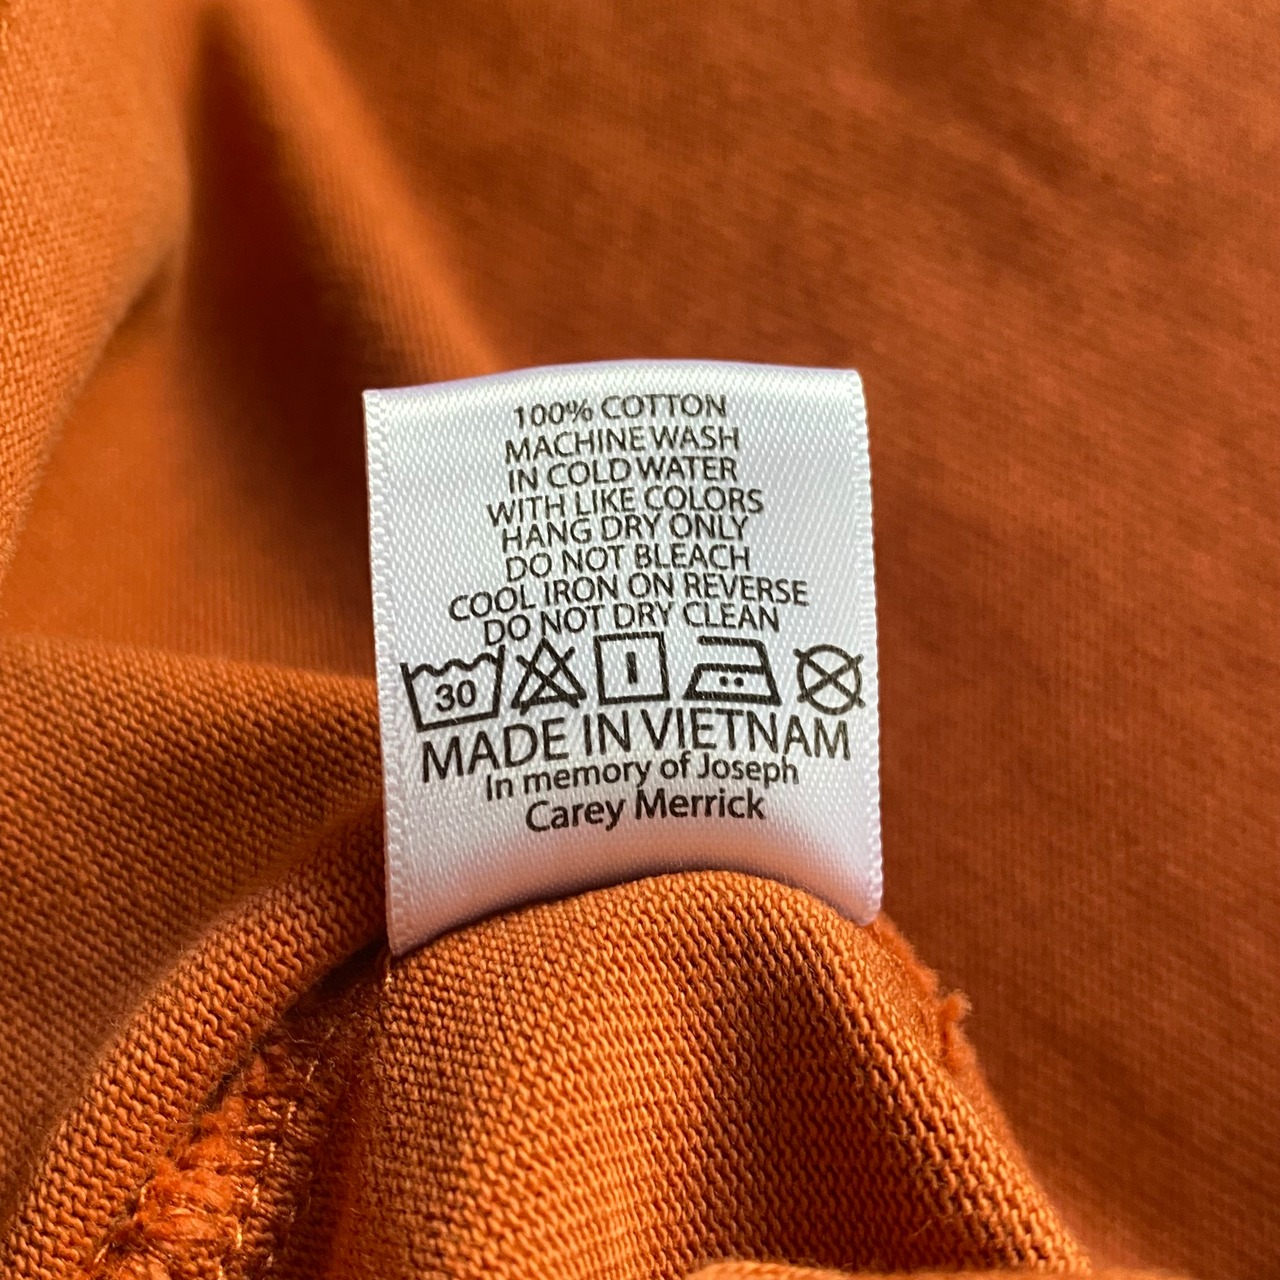 100% COTTON
MACHINE WASH
IN COLD WATER
WITH LIKE COLORS
HANG DRY ONLY
DO NOT BLEACH
COOL IRON ON REVERSE
DO NOT DRY CLEAN
30
MADE IN VIETNAM
In memory of Joseph
Carey Merrick